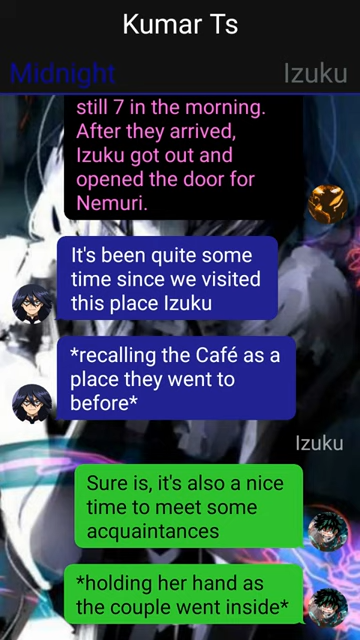 Kumar Ts
Midnight
Izuku
still 7 in the morning.
After they arrived,
Izuku got out and
opened the door for
Nemuri.
It's been quite some
time since we visited
this place Izuku
*recalling the Café as a
place they went to
before*
Izuku
Sure is, it's also a nice
time to meet some
acquaintances
*holding her hand as
the couple went inside*